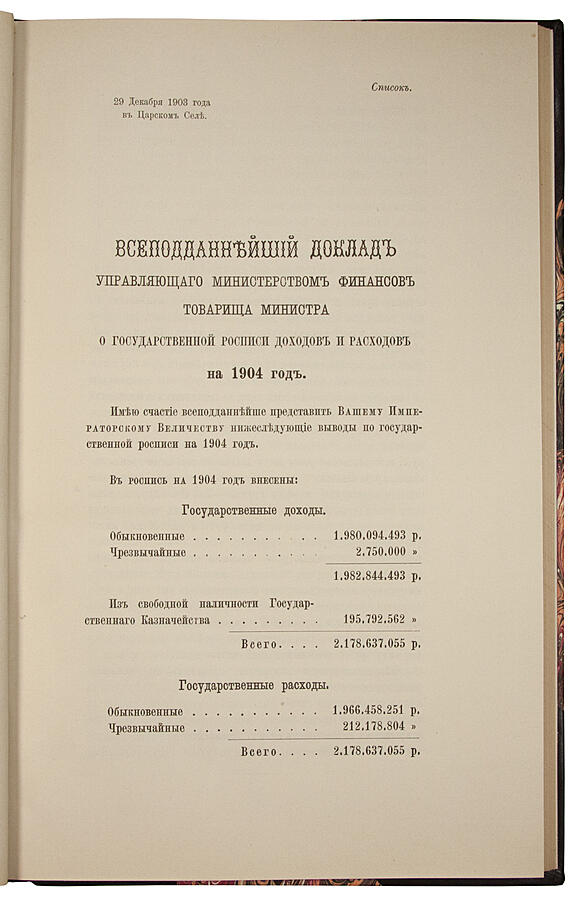 Списокъ.
29 Декабря 1903 года
въ Царскомъ Селѣ.
ВСЕПОДДАННѢЙШІЙ ДОКЛАДЪ
УПРАВЛЯЮЩАГО МИНИСТЕРСТВОМЪ ФИНАНСОВЪ
ТОВАРИЩА МИНИСТРА
О ГОСУДАРСТВЕННОЙ РОСПИСИ ДОХОДОВЪ И РАСХОДОВЪ
на 1904 годъ.
Имѣю счастіе всеподданнѣйше представить Вашему Импе-
раторскому Величеству нижеслѣдующіе выводы по государ-
ственной росписи на 1904 годъ.
Въ роспись на 1904 годъ внесены:
Государственные доходы.
Обыкновенные . . . . . . . . . . . 1.980.094.493 р.
Чрезвычайные . . . . . . . . . . . 2.750.000 »
1.982.844.493 р.
Изъ свободной наличности Государ-
ственнаго Казначейства . . . . . . . . . 195.792.562 »
Всего. . . . 2.178.637.055 р.
Государственные расходы.
Обыкновенные . . . . . . . . . . . 1.966.458.251 р.
Чрезвычайные . . . . . . . . . . . 212.178.804 »
Всего. . . . 2.178.637.055 р.